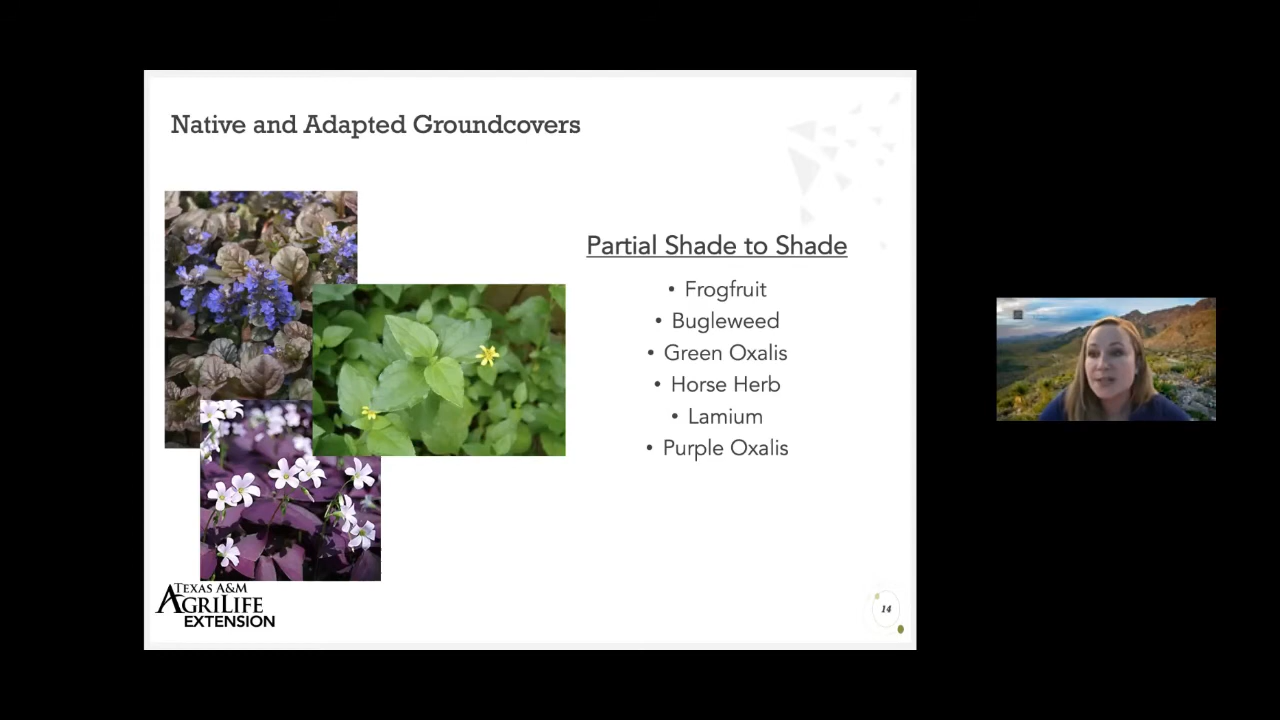 Native and Adapted Groundcovers
Partial Shade to Shade
• Frogfruit
• Bugleweed
• Green Oxalis
• Horse Herb
• Lamium
• Purple Oxalis
TEXAS A&M
AGRILIFE
EXTENSION
14